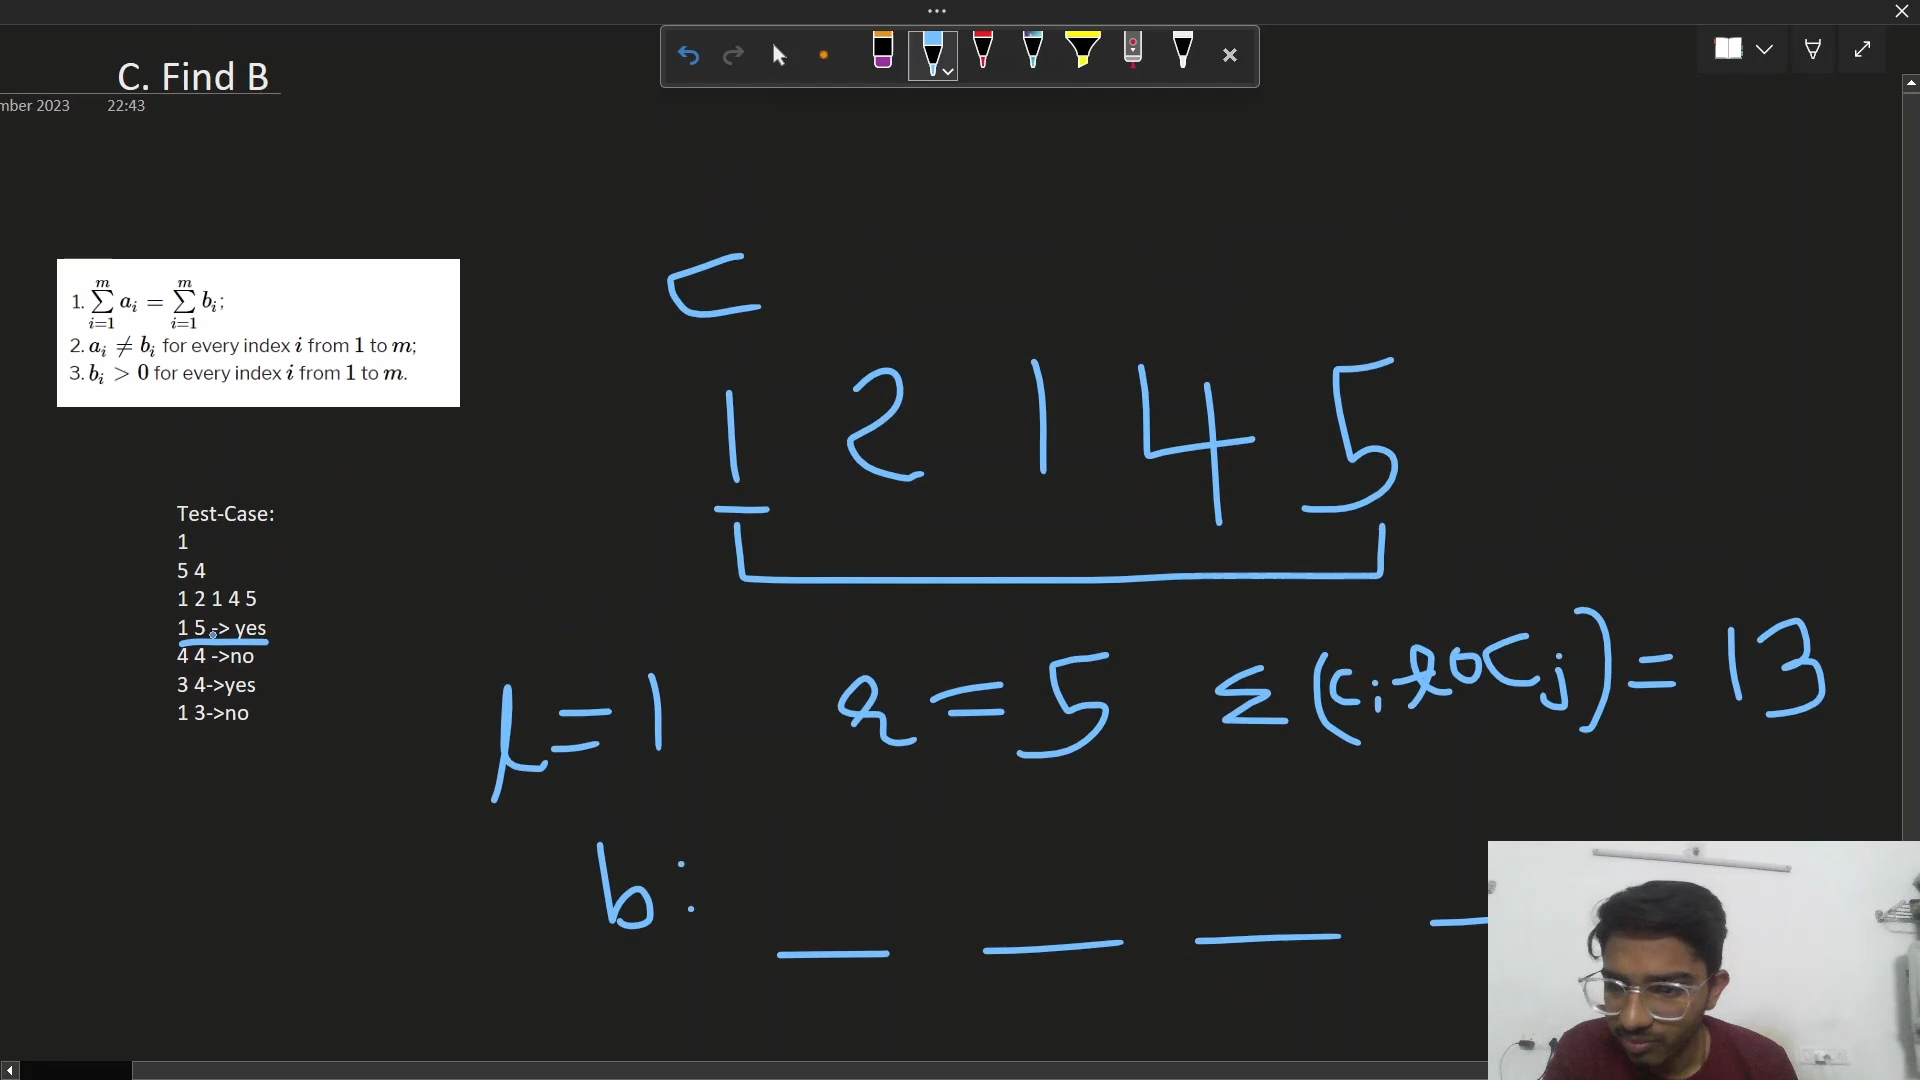 C. Find B
mber 2023 22:43
1. \sum_{i=1}^{m} a_i = \sum_{i=1}^{m} b_i;
2. a_i ≠ b_i for every index i from 1 to m;
3. b_i > 0 for every index i from 1 to m.
Test-Case:
1
5 4
1 2 1 4 5
1 5 -> yes
4 4 ->no
3 4->yes
1 3->no
C
1 2 1 4 5
l = 1 r = 5 Σ(c_i to c_j) = 13
b: